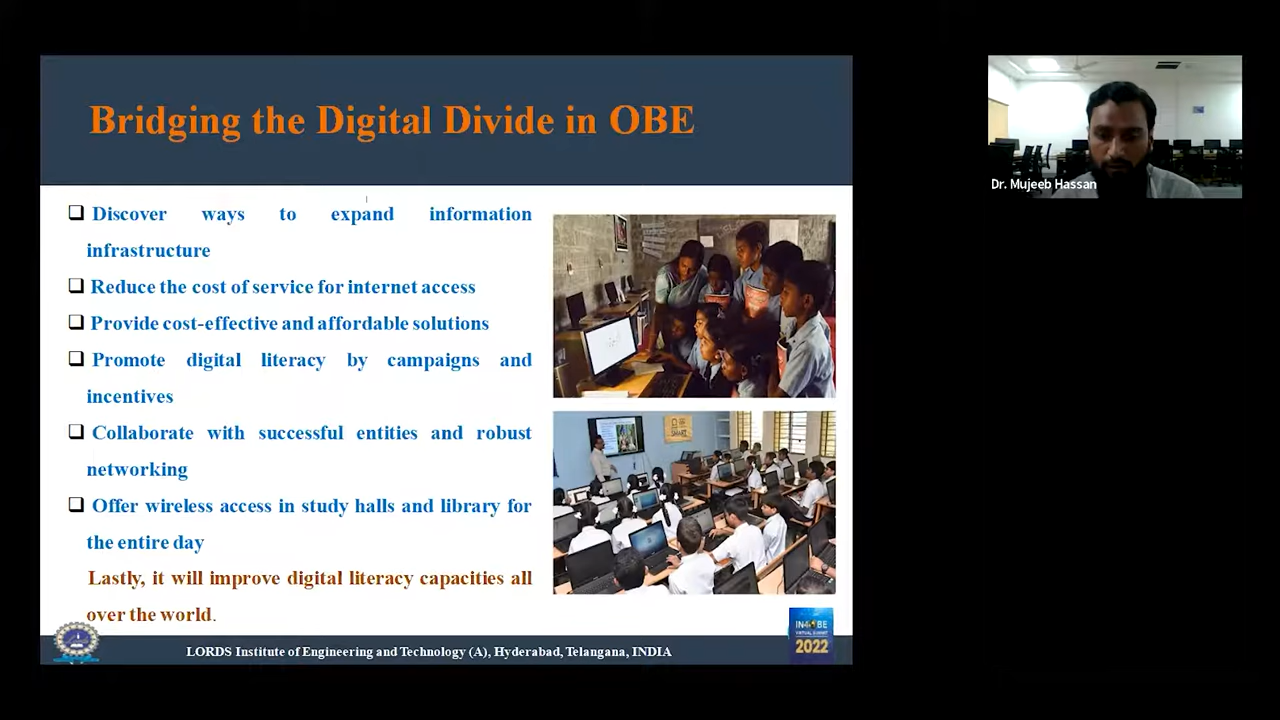 Bridging the Digital Divide in OBE
❑ Discover ways to expand information
infrastructure
❑ Reduce the cost of service for internet access
❑ Provide cost-effective and affordable solutions
❑ Promote digital literacy by campaigns and
incentives
❑ Collaborate with successful entities and robust
networking
❑ Offer wireless access in study halls and library for
the entire day
Lastly, it will improve digital literacy capacities all
over the world.
SMART
IN4OBE
VIRTUAL SUMMIT
2022
LORDS Institute of Engineering and Technology (A), Hyderabad, Telangana, INDIA
Dr. Mujeeb Hassan